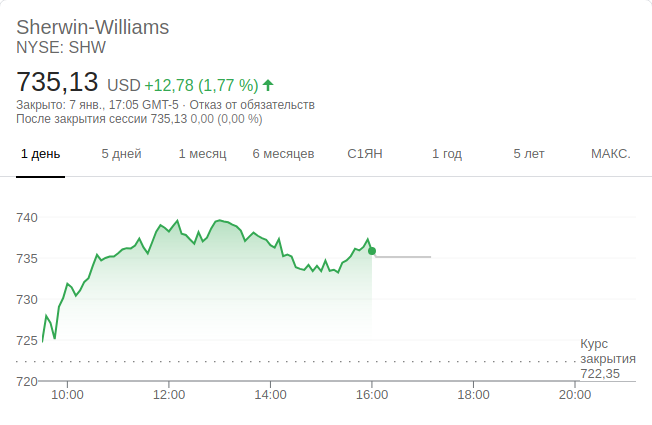 Sherwin-Williams
NYSE: SHW
735,13 USD +12,78 (1,77 %)
Закрыто: 7 янв., 17:05 GMT-5 · Отказ от обязательств
После закрытия сессии 735,13 0,00 (0,00 %)
1 день 5 дней 1 месяц 6 месяцев С1ЯН 1 год 5 лет МАКС.
740
735
730
725
Курс
закрытия
722,35
720
10:00 12:00 14:00 16:00 18:00 20:00